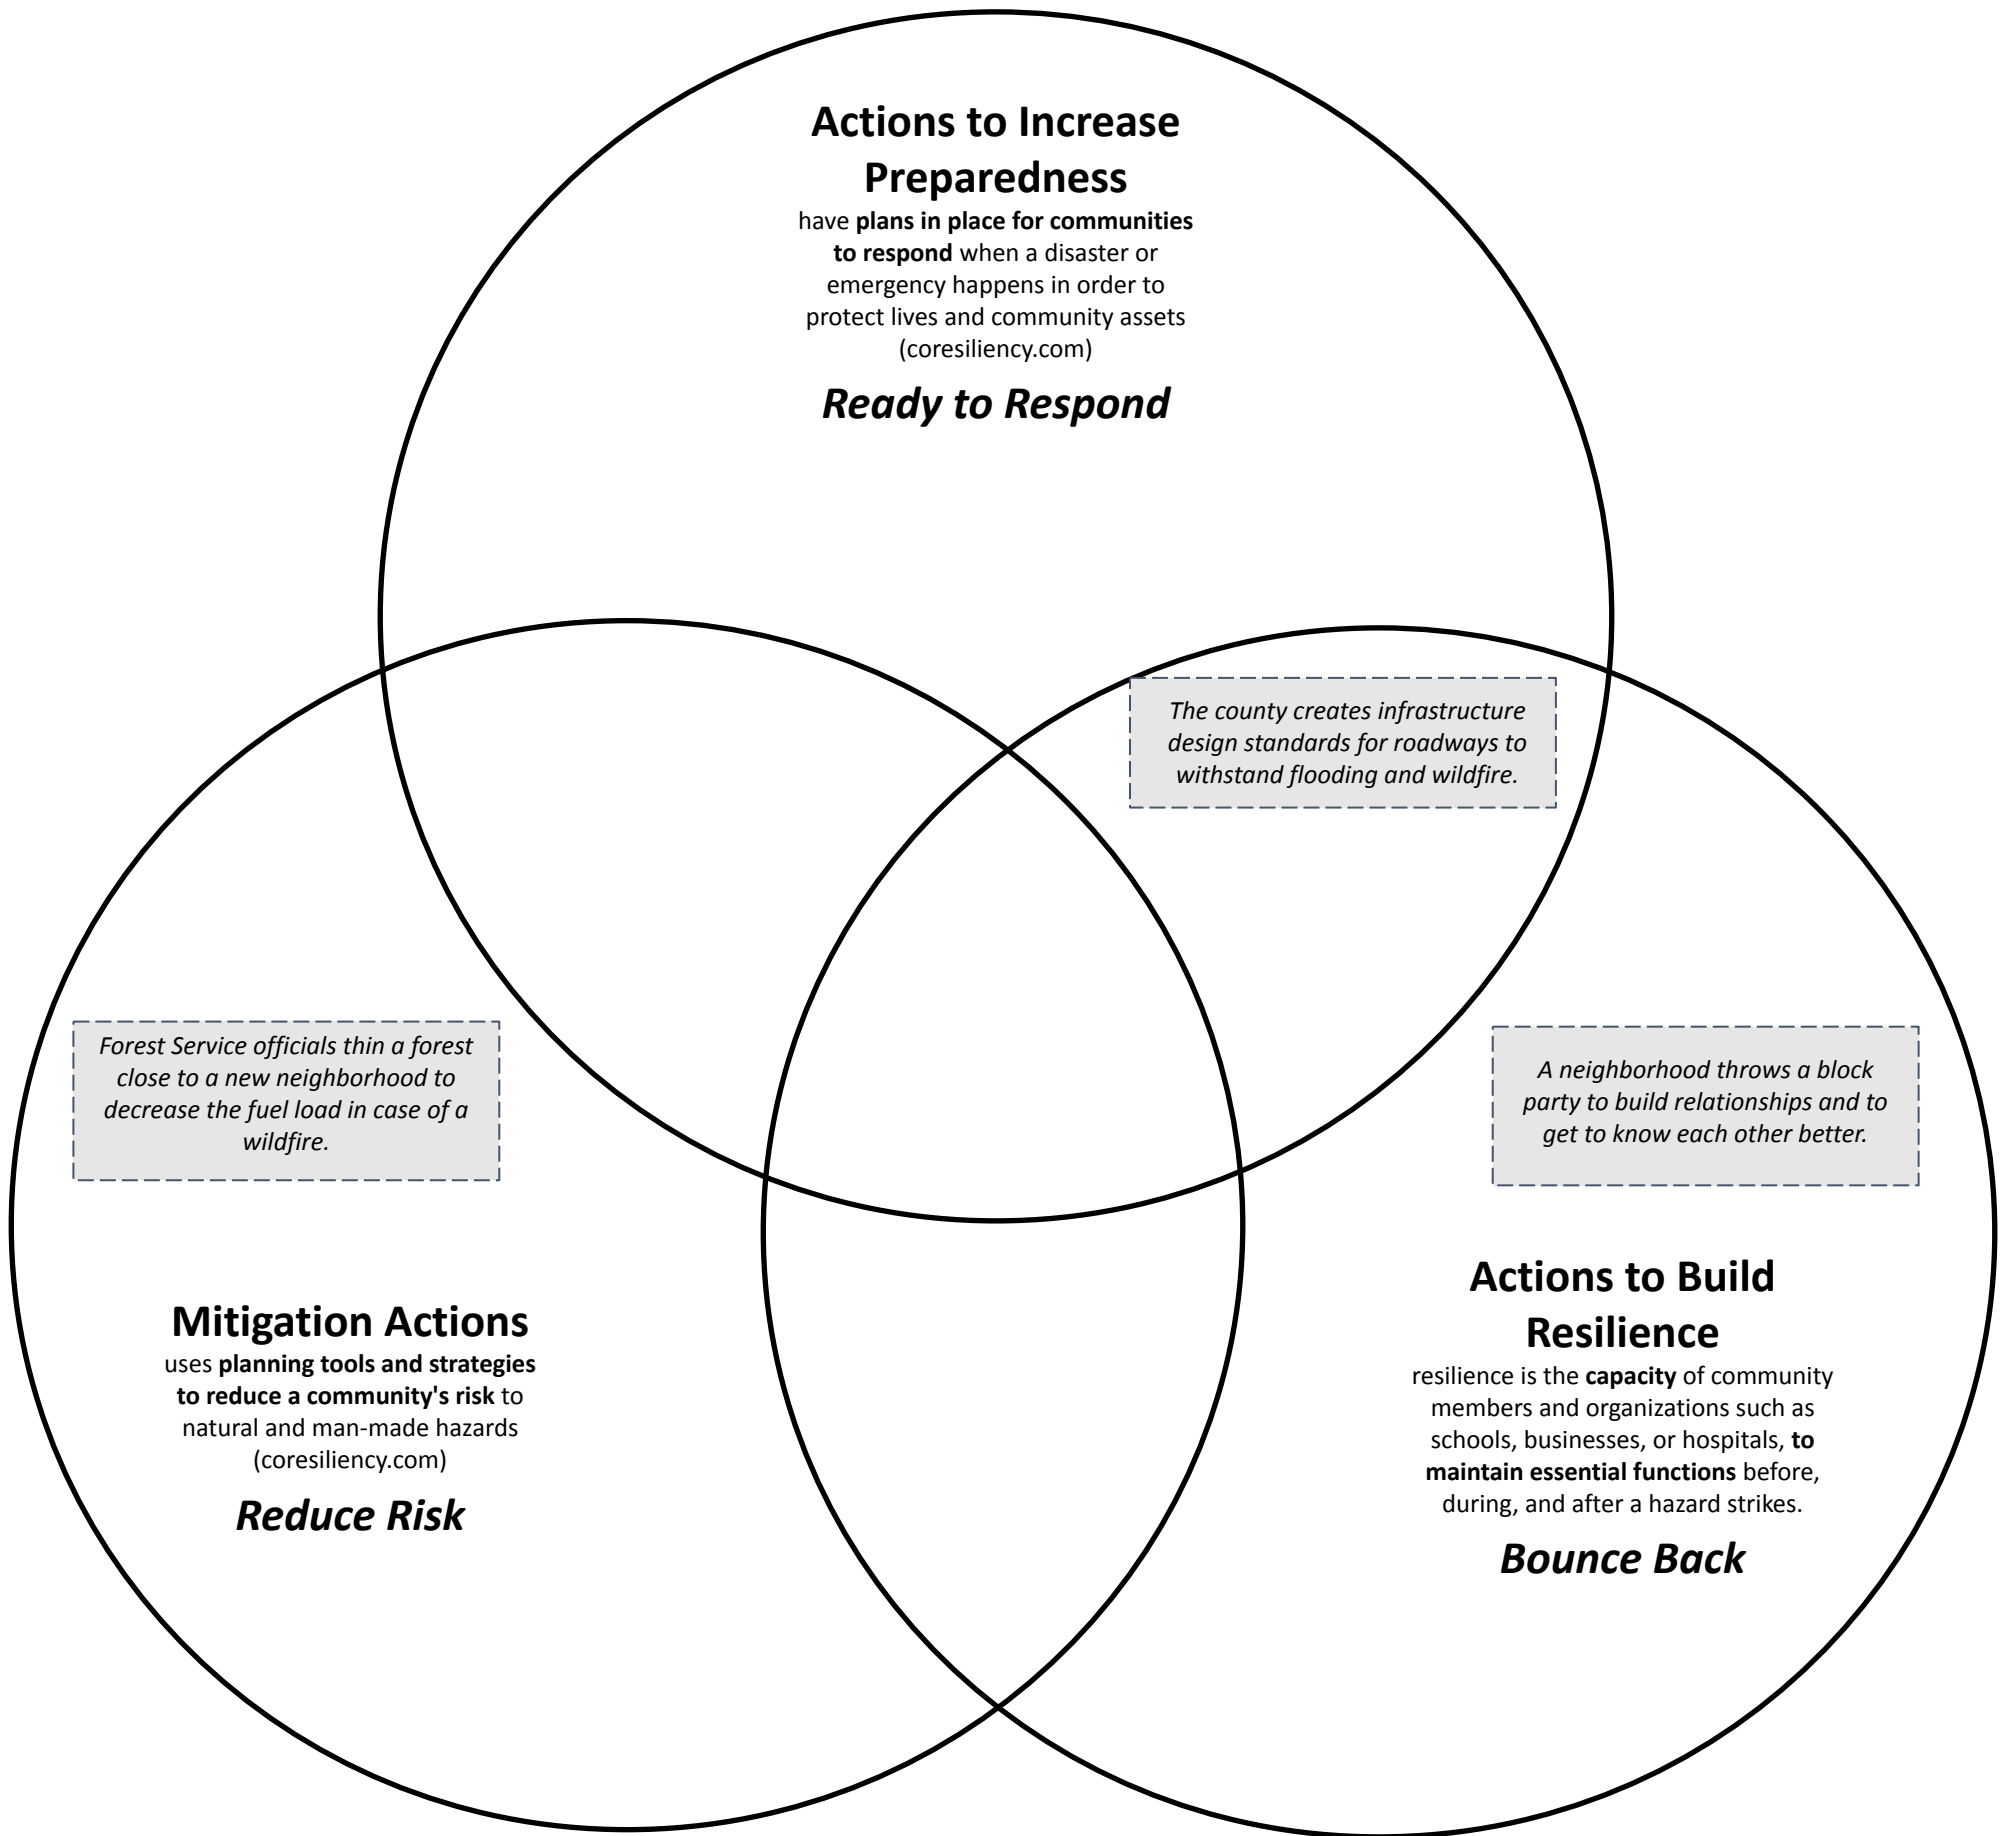 Actions to Increase
Preparedness
have plans in place for communities
to respond when a disaster or
emergency happens in order to
protect lives and community assets
(coresiliency.com)
Ready to Respond
The county creates infrastructure
design standards for roadways to
withstand flooding and wildfire.
Forest Service officials thin a forest
close to a new neighborhood to
decrease the fuel load in case of a
wildfire.
A neighborhood throws a block
party to build relationships and to
get to know each other better.
Mitigation Actions
uses planning tools and strategies
to reduce a community's risk to
natural and man-made hazards
(coresiliency.com)
Reduce Risk
Actions to Build
Resilience
resilience is the capacity of community
members and organizations such as
schools, businesses, or hospitals, to
maintain essential functions before,
during, and after a hazard strikes.
Bounce Back